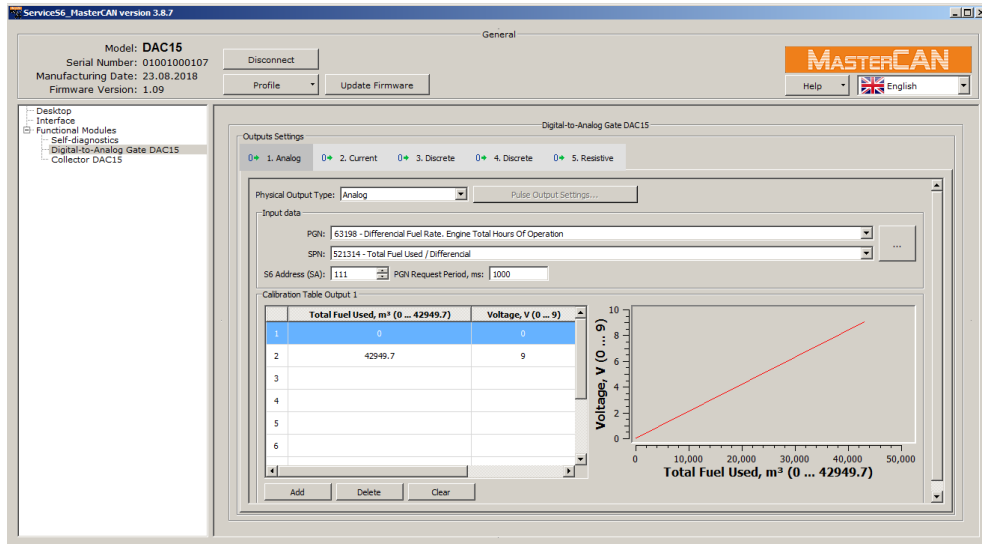 ServiceS6_MasterCAN version 3.8.7
General
Model: DAC15
Serial Number: 01001000107
Manufacturing Date: 23.08.2018
Firmware Version: 1.09
Disconnect
Profile
Update Firmware
MASTERCAN
Help
English
Desktop
Interface
Functional Modules
Self-diagnostics
Digital-to-Analog Gate DAC15
Collector DAC15
Digital-to-Analog Gate DAC15
Outputs Settings
1. Analog 2. Current 3. Discrete 4. Discrete 5. Resistive
Physical Output Type: Analog
Pulse Output Settings...
Input data
PGN: 63198 - Differential Fuel Rate. Engine Total Hours Of Operation
SPN: 521314 - Total Fuel Used / Differencial
...
S6 Address (SA): 111 PGN Request Period, ms: 1000
Calibration Table Output 1
Total Fuel Used, m³ (0 ... 42949.7) Voltage, V (0 ... 9)
1 0 0
2 42949.7 9
3
4
5
6
Add Delete Clear
Voltage, V (0 ... 9)
10
8
6
4
2
0
0 10,000 20,000 30,000 40,000 50,000
Total Fuel Used, m³ (0 ... 42949.7)